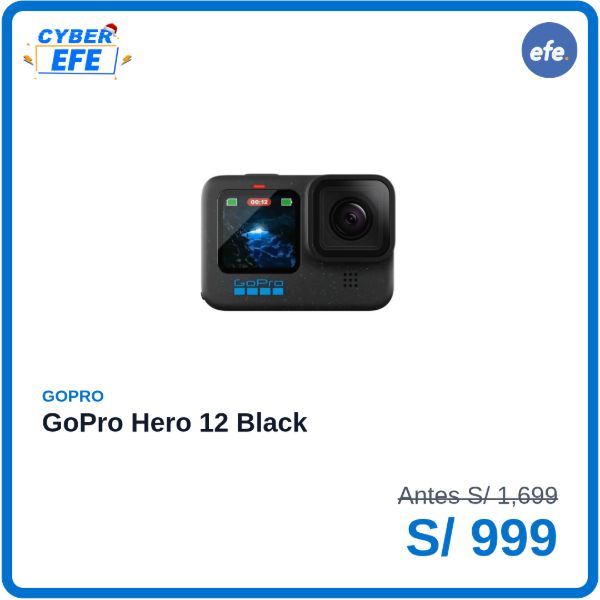 CYBER
EFE
efe.
00:12
GoPro
GOPRO
GoPro Hero 12 Black
Antes S/ 1,699
S/ 999